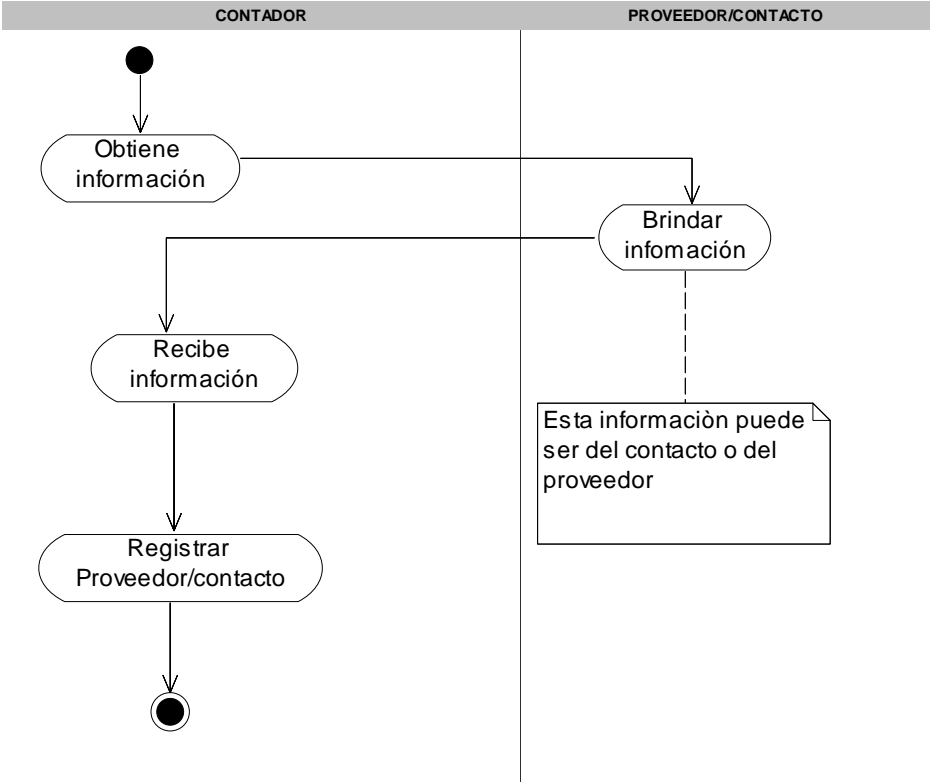 CONTADOR
PROVEEDOR/CONTACTO
Obtiene
información
Brindar
infomación
Recibe
información
Esta informaciòn puede
ser del contacto o del
proveedor
Registrar
Proveedor/contacto